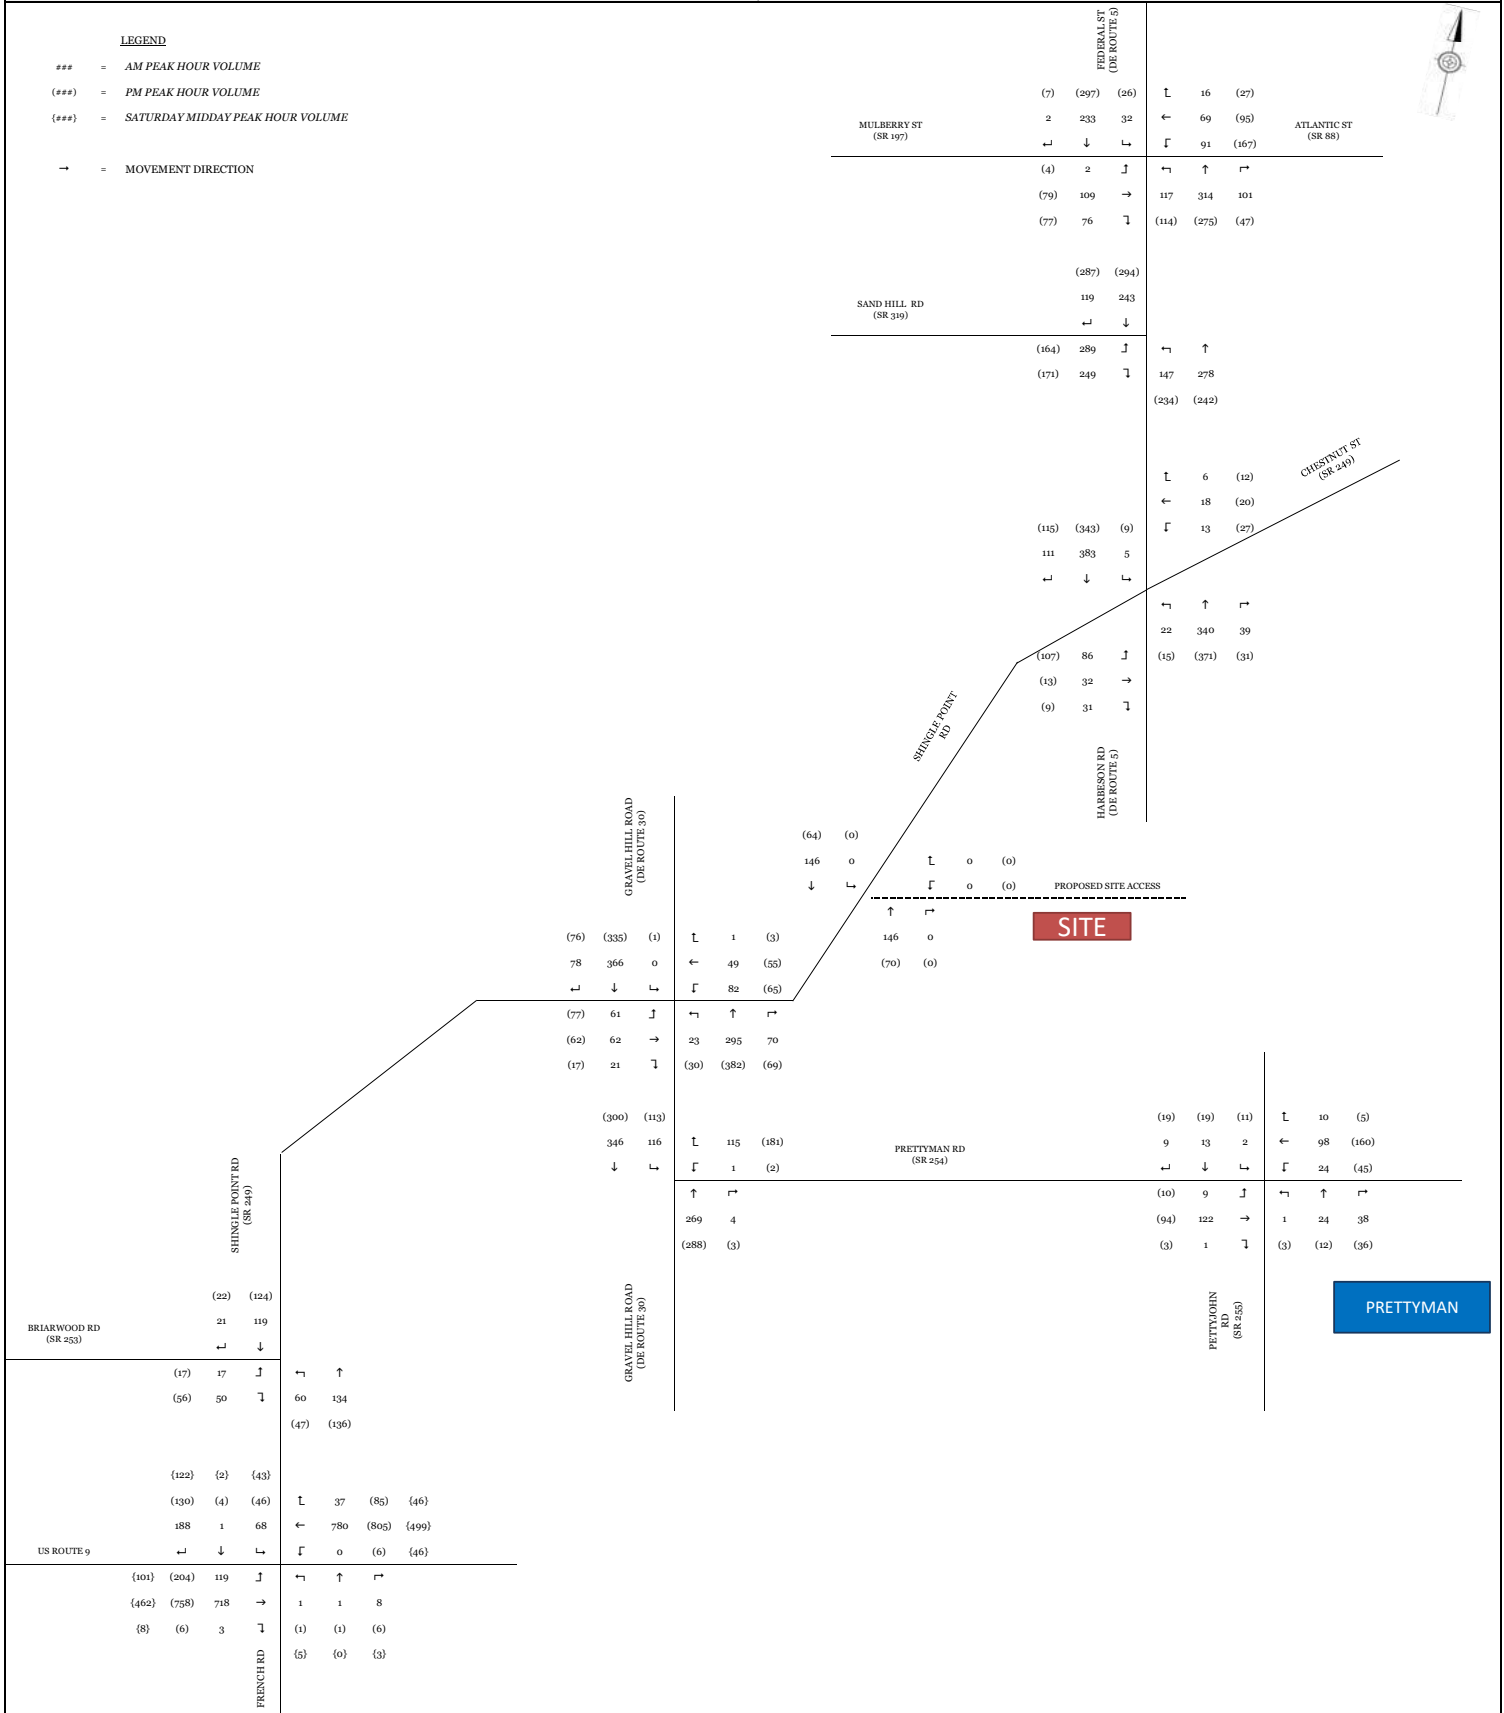 LEGEND
### = AM PEAK HOUR VOLUME
(###) = PM PEAK HOUR VOLUME
{###} = SATURDAY MIDDAY PEAK HOUR VOLUME
→ = MOVEMENT DIRECTION
FEDERAL ST
(DE ROUTE 5)
(7) (297) (26) ↑ 16 (27)
MULBERRY ST
(SR 197)
2 233 32 ← 69 (95)
ATLANTIC ST
(SR 88)
↵ ↓ ↳ 91 (167)
(4) 2 ↰ ↑ ↱
(79) 109 → 117 314 101
(77) 76 (114) (275) (47)
(287) (294)
SAND HILL RD
(SR 319)
119 243
↵ ↓
(164) 289 ↰ ↑
(171) 249 147 278
(234) (242)
CHESTNUT ST
(SR 249)
6 (12)
← 18 (20)
(115) (343) (9) 13 (27)
111 383 5
↵ ↓ ↳
↰ ↑ ↱
22 340 39
(107) 86 (15) (371) (31)
(13) 32 →
(9) 31
SHINGLE POINT
RD
HARBESON RD
(DE ROUTE 5)
GRAVEL HILL ROAD
(DE ROUTE 30)
(64) (0)
146 0 0 (0)
↓ ↳ 0 (0) PROPOSED SITE ACCESS
↑ ↱
SITE
146 0
(70) (0)
(76) (335) (1) 1 (3)
78 366 0 ← 49 (55)
↵ ↓ ↳ 82 (65)
(77) 61 ↰ ↑ ↱
(62) 62 → 23 295 70
(17) 21 (30) (382) (69)
(300) (113)
346 116 115 (181)
↓ ↳ 1 (2)
PRETTYMAN RD
(SR 254)
↑ ↱
269 4
(288) (3)
(19) (19) (11) 10 (5)
9 13 2 ← 98 (160)
↵ ↓ ↳ 24 (45)
(10) 9 ↰ ↑ ↱
(94) 122 → 1 24 38
(3) 1 (3) (12) (36)
SHINGLE POINT RD
(SR 249)
GRAVEL HILL ROAD
(DE ROUTE 30)
PETTYJOHN
RD
(SR 255)
PRETTYMAN
(22) (124)
BRIARWOOD RD
(SR 253)
21 119
↵ ↓
(17) 17 ↰ ↑
(56) 50 60 134
(47) (136)
{122} {2} {43}
(130) (4) (46) 37 (85) {46}
188 1 68 ← 780 (805) {499}
US ROUTE 9 ↵ ↓ ↳ 0 (6) {46}
{101} (204) 119 ↰ ↑ ↱
{462} (758) 718 → 1 1 8
{8} (6) 3 (1) (1) (6)
{5} {0} {3}
FRENCH RD